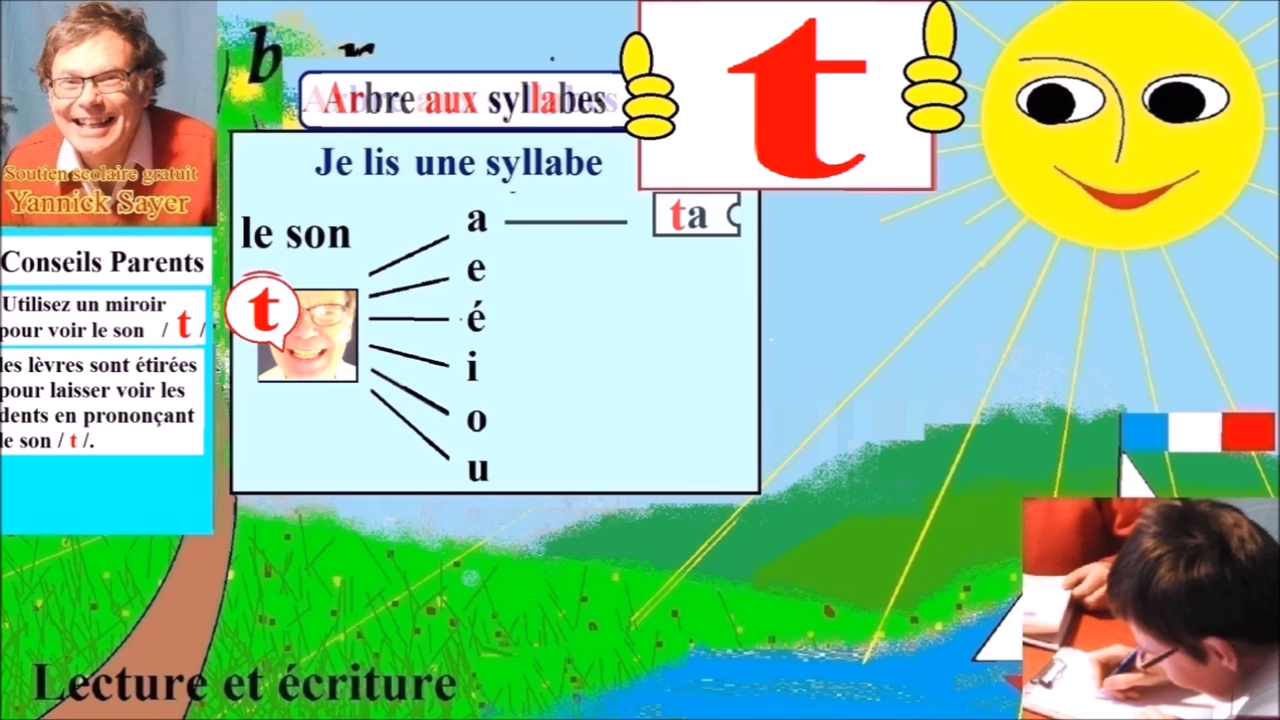 b r
Arbre aux syllabes
t
Je lis une syllabe
Soutien scolaire gratuit
Yannick Sayer
le son
t
a
ta
e
é
i
o
u
Conseils Parents
Utilisez un miroir
pour voir le son / t /
les lèvres sont étirées
pour laisser voir les
dents en prononçant
le son / t /.
Lecture et écriture